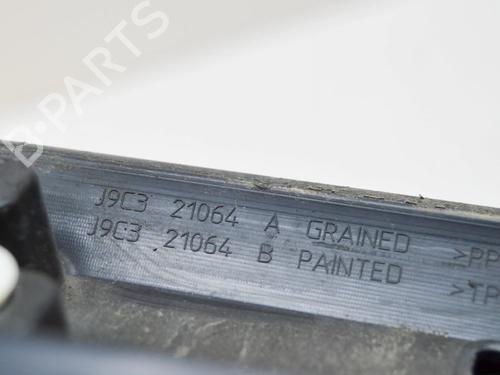 B-PARTS
J9C3 21064 A GRAINED >PP
J9C3 21064 B PAINTED >TP